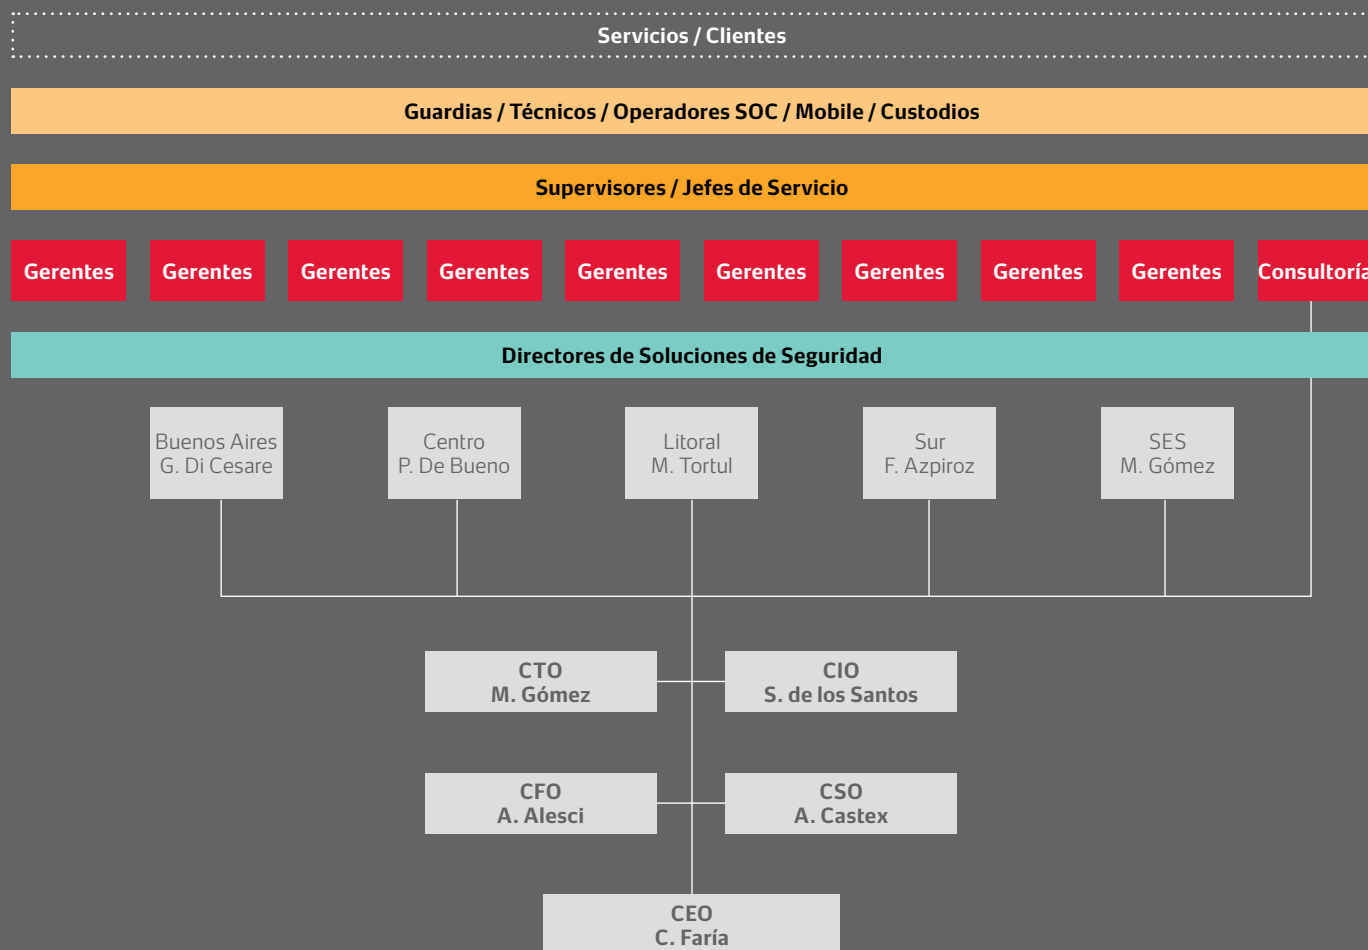 Servicios / Clientes
Guardias / Técnicos / Operadores SOC / Mobile / Custodios
Supervisores / Jefes de Servicio
Gerentes
Gerentes
Gerentes
Gerentes
Gerentes
Gerentes
Gerentes
Gerentes
Gerentes
Consultoría
Directores de Soluciones de Seguridad
Buenos Aires
G. Di Cesare
Centro
P. De Bueno
Litoral
M. Tortul
Sur
F. Azpiroz
SES
M. Gómez
CTO
M. Gómez
CIO
S. de los Santos
CFO
A. Alesci
CSO
A. Castex
CEO
C. Faría